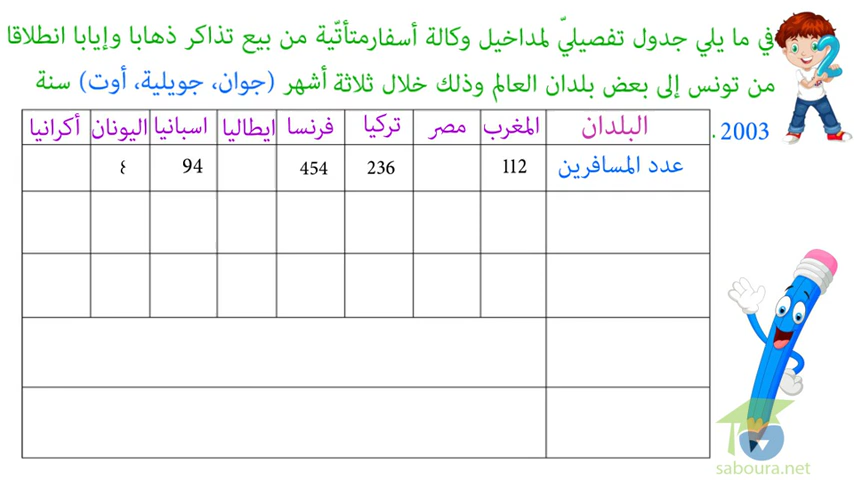 في ما يلي جدول تفصيليّ لمداخيل وكالة أسفارمتأتّية من بيع تذاكر ذهابا وإيابا انطلاقا
من تونس إلى بعض بلدان العالم وذلك خلال ثلاثة أشهر (جوان، جويلية، أوت) سنة
2003 .
البلدان المغرب مصر تركيا فرنسا ايطاليا اسبانيا اليونان أكرانيا
عدد المسافرين 112 236 454 94 ٤
2
saboura.net